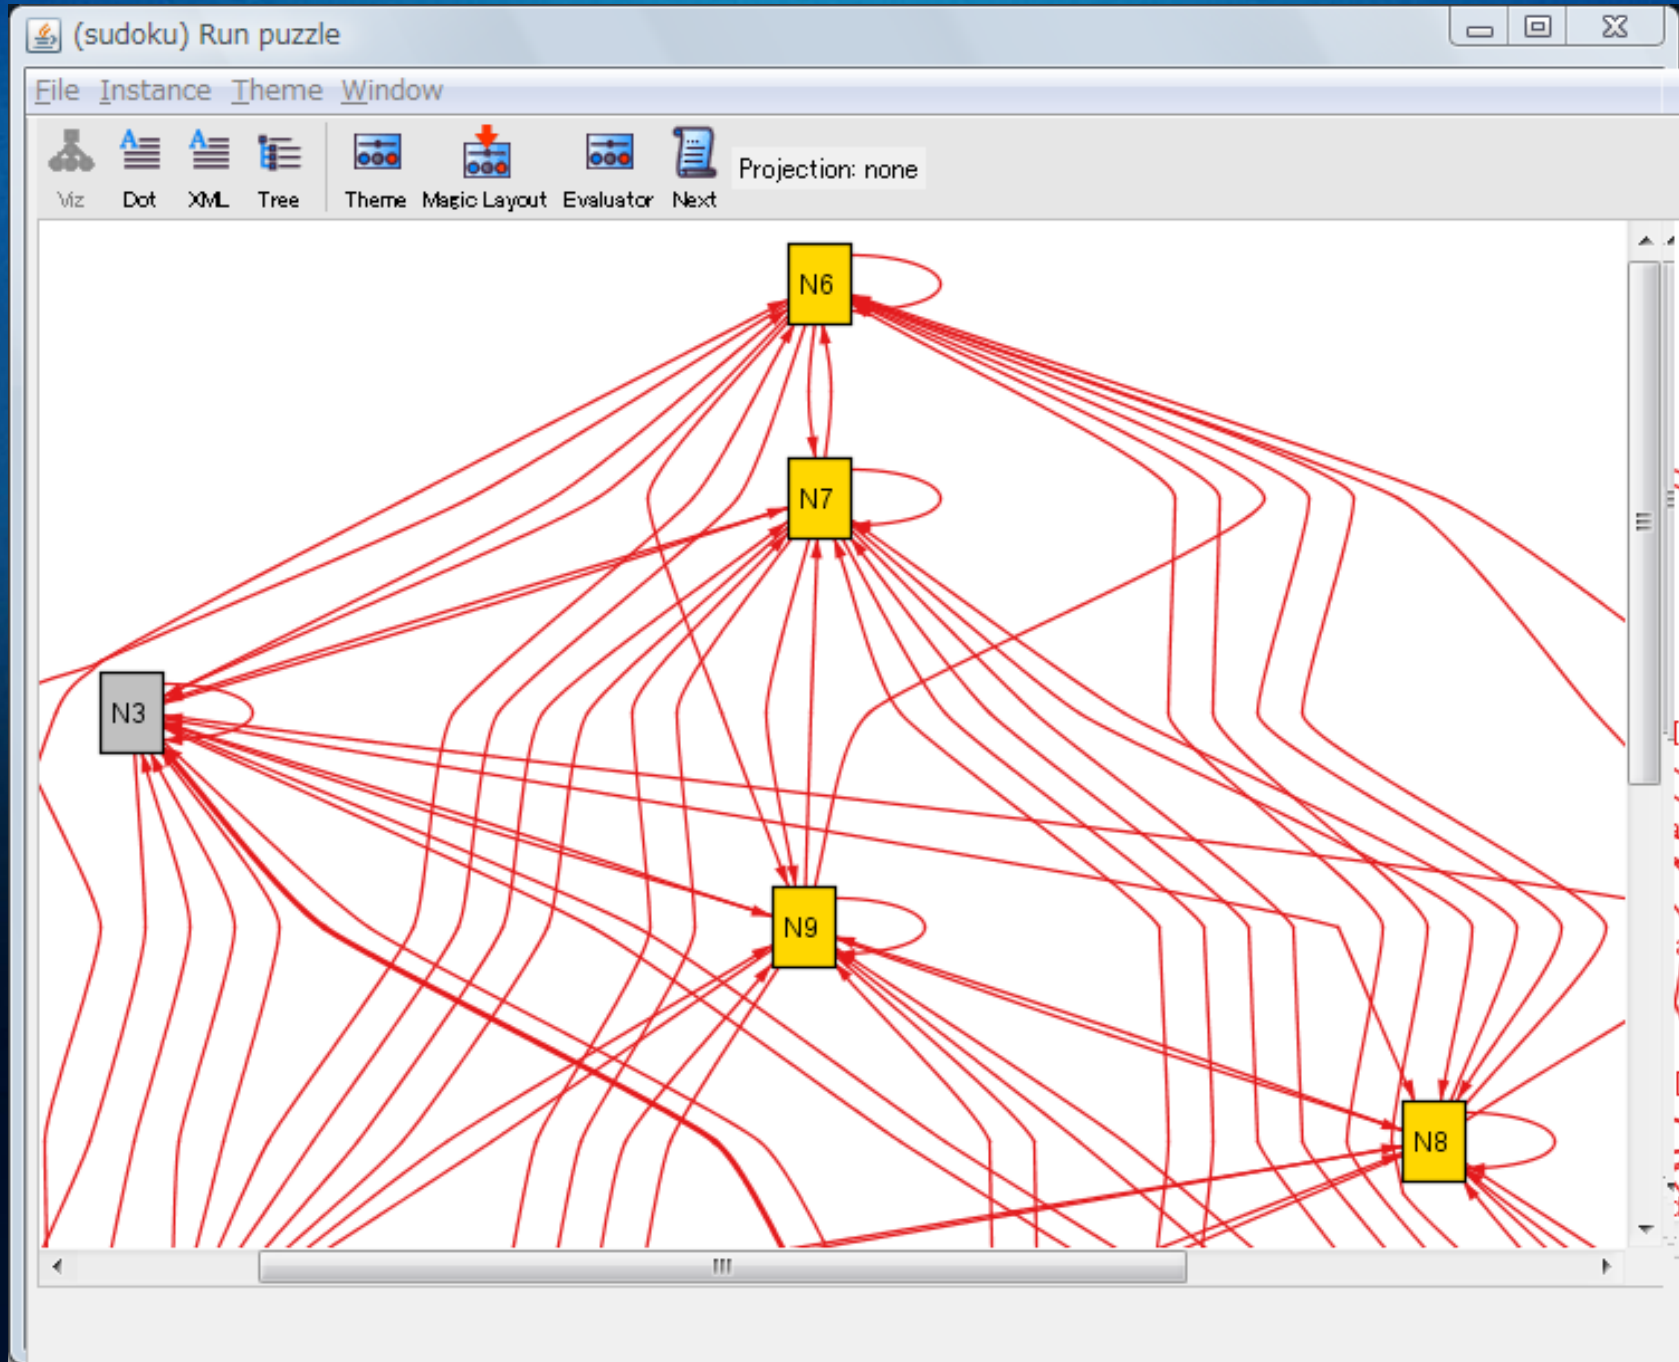 (sudoku) Run puzzle
File Instance Theme Window
Viz Dot XML Tree Theme Magic Layout Evaluator Next Projection: none
N6
N7
N3
N9
N8